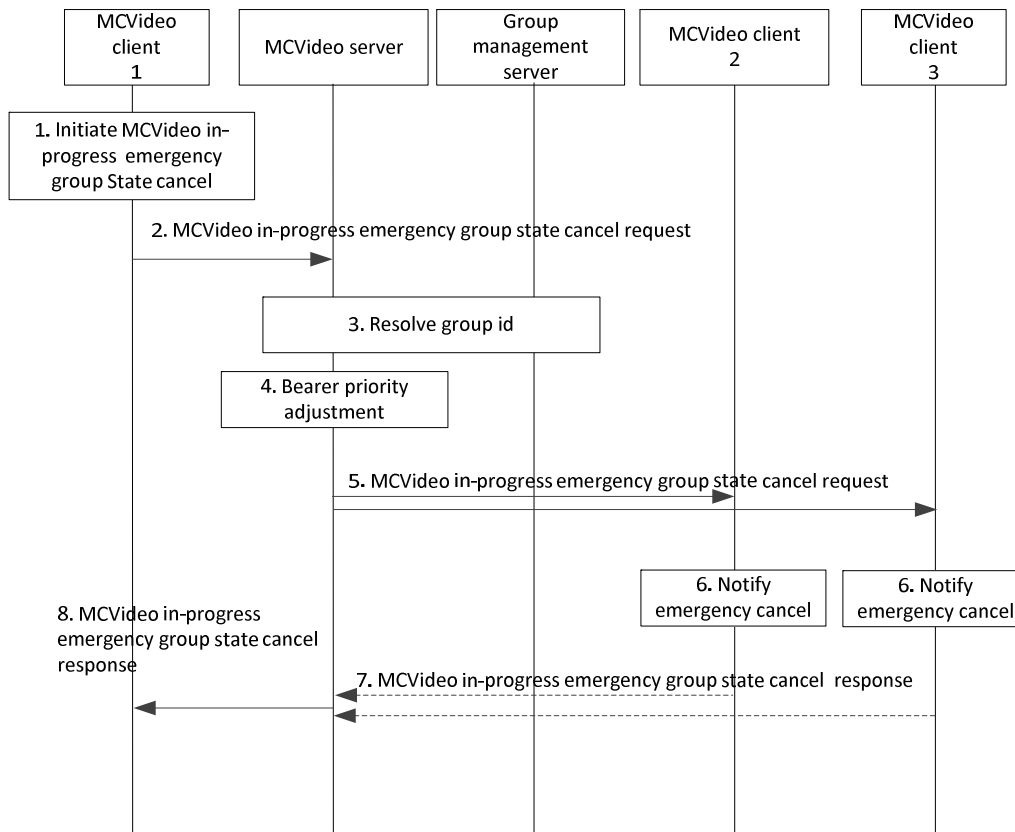 MCVideo
client
1
MCVideo server
Group
management
server
MCVideo client
2
MCVideo
client
3
1. Initiate MCVideo in-
progress emergency
group State cancel
2. MCVideo in-progress emergency group state cancel request
3. Resolve group id
4. Bearer priority
adjustment
5. MCVideo in-progress emergency group state cancel request
6. Notify
emergency cancel
6. Notify
emergency cancel
8. MCVideo in-progress
emergency group state cancel
response
7. MCVideo in-progress emergency group state cancel response